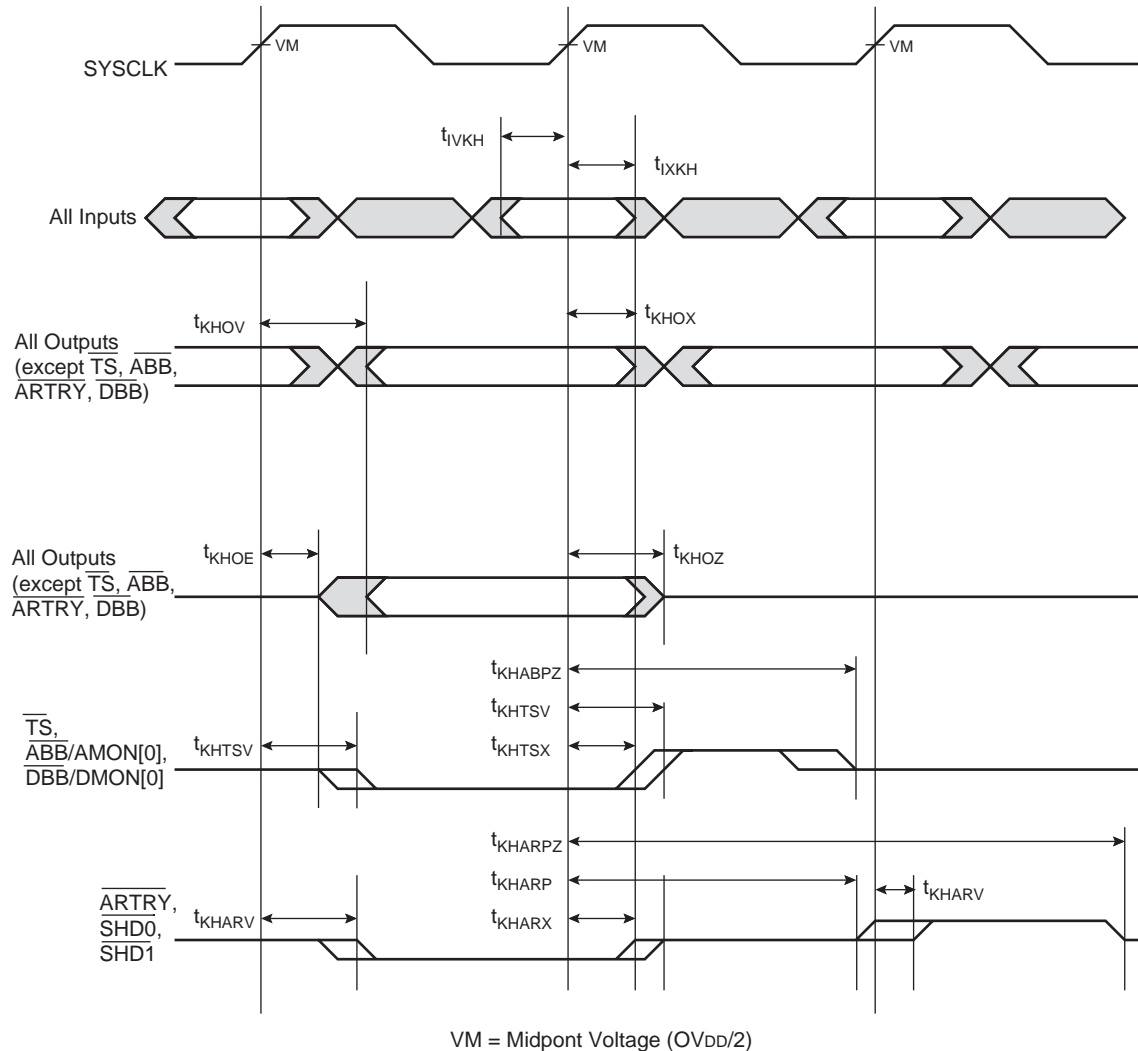 VM
VM
VM
SYSCLK
tIVKH
tIXKH
All Inputs
tKHOV
tKHOX
All Outputs
(except TS, ABB,
ARTRY, DBB)
tKHOE
tKHOZ
All Outputs
(except TS, ABB,
ARTRY, DBB)
tKHABPZ
tKHTSV
tKHTSV
tKHTSX
TS,
ABB/AMON[0],
DBB/DMON[0]
tKHARPZ
tKHARP
tKHARV
tKHARV
tKHARX
ARTRY,
SHD0,
SHD1
VM = Midpont Voltage (OVDD/2)